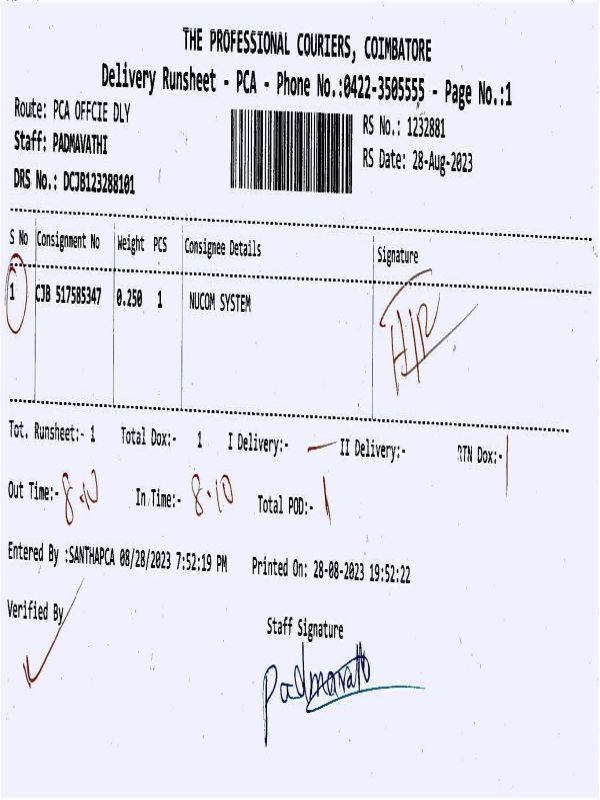 THE PROFESSIONAL COURIERS, COIMBATORE
Delivery Runsheet - PCA - Phone No.:0422-3505555 - Page No.:1
Route: PCA OFFCIE DLY
RS No.: 1232881
Staff: PADMAVATHI
RS Date: 28-Aug-2023
DRS No.: DCJB123288101
S No Consignment No Weight PCS Consignee Details Signature
1 CJB 517585347 0.250 1 NUCOM SYSTEM
Tot. Runsheet:- 1 Total Dox:- 1 I Delivery:- — II Delivery:- RTN Dox:- 1
Out Time:- 8.10 In Time:- 8.10 Total POD:- 1
Entered By :SANTHAPCA 08/28/2023 7:52:19 PM Printed On: 28-08-2023 19:52:22
Verified By
Staff Signature
Padmavathi